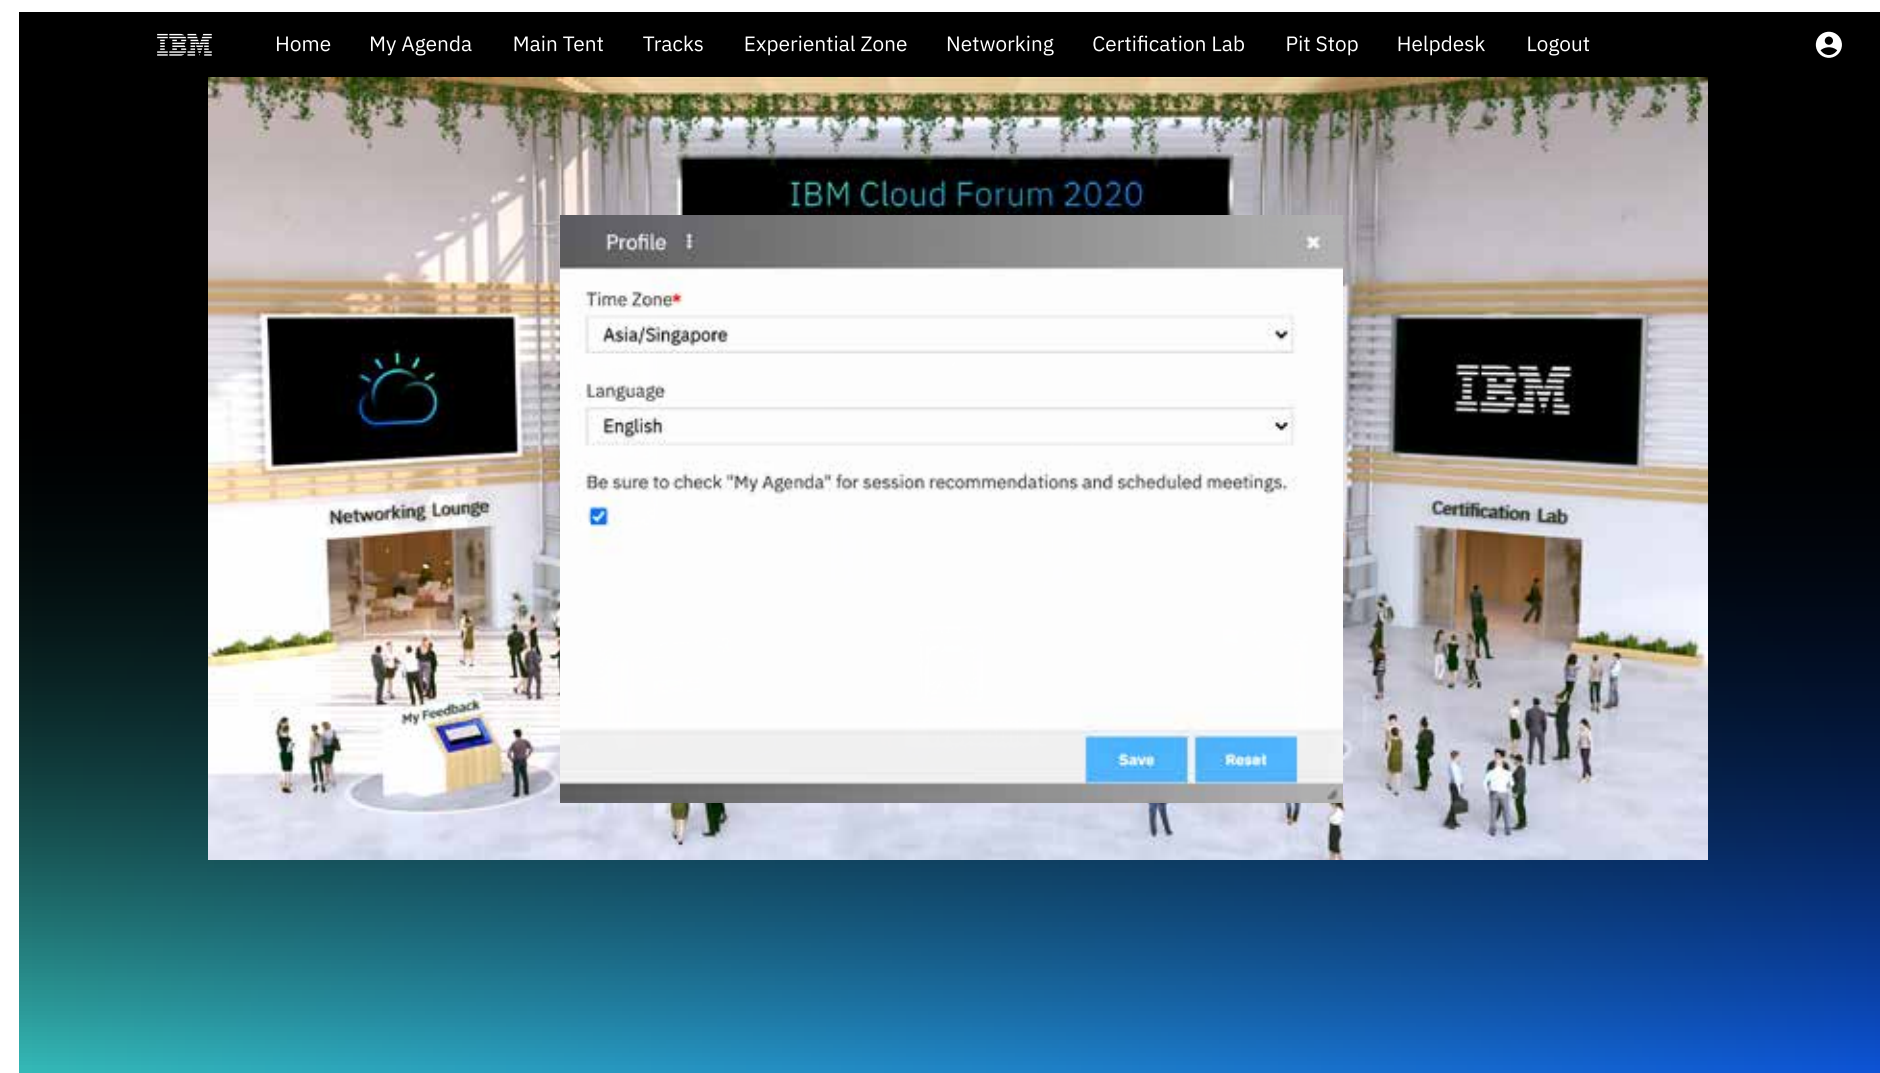 IBM Home My Agenda Main Tent Tracks Experiential Zone Networking Certification Lab Pit Stop Helpdesk Logout
IBM Cloud Forum 2020
Profile
Time Zone*
Asia/Singapore
Language
English
Be sure to check "My Agenda" for session recommendations and scheduled meetings.
Save Reset
IBM
Networking Lounge
Certification Lab
My Feedback